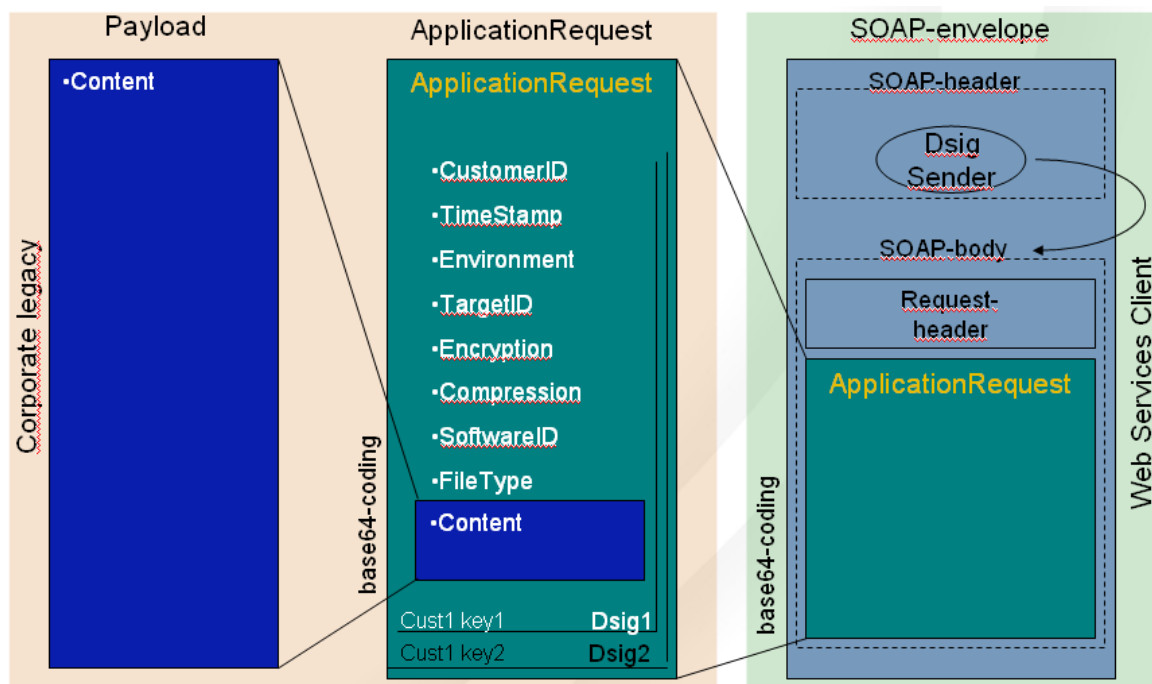 Payload
•Content
Corporate legacy
ApplicationRequest
ApplicationRequest
•CustomerID
•TimeStamp
•Environment
•TargetID
•Encryption
•Compression
•SoftwareID
•FileType
•Content
base64-coding
Cust1 key1 Dsig1
Cust1 key2 Dsig2
SOAP-envelope
SOAP-header
Dsig
Sender
SOAP-body
Request-
header
ApplicationRequest
base64-coding
Web Services Client